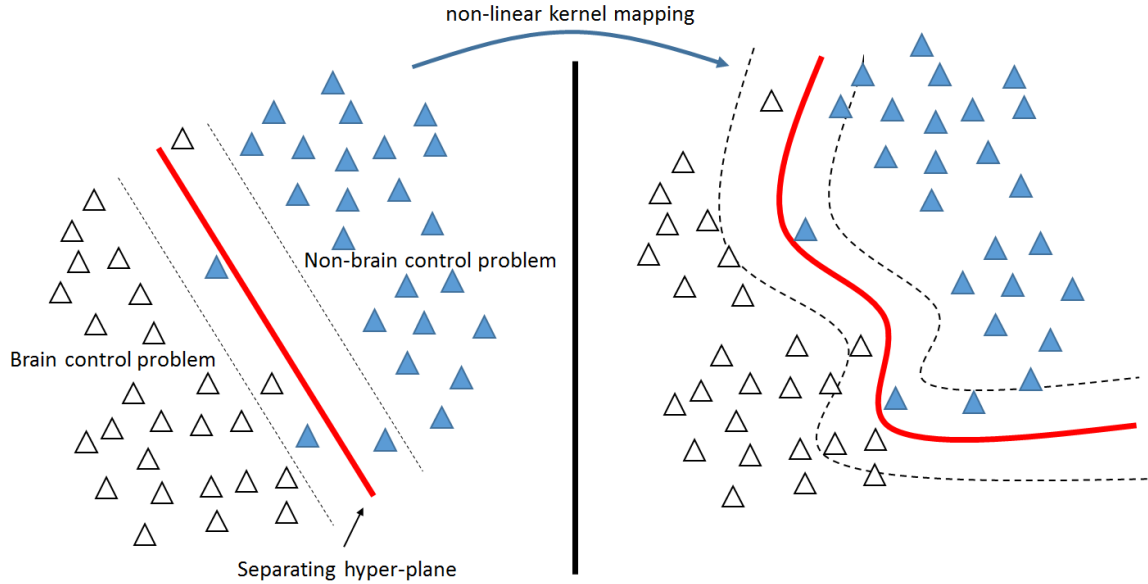 non-linear kernel mapping
Non-brain control problem
Brain control problem
Separating hyper-plane